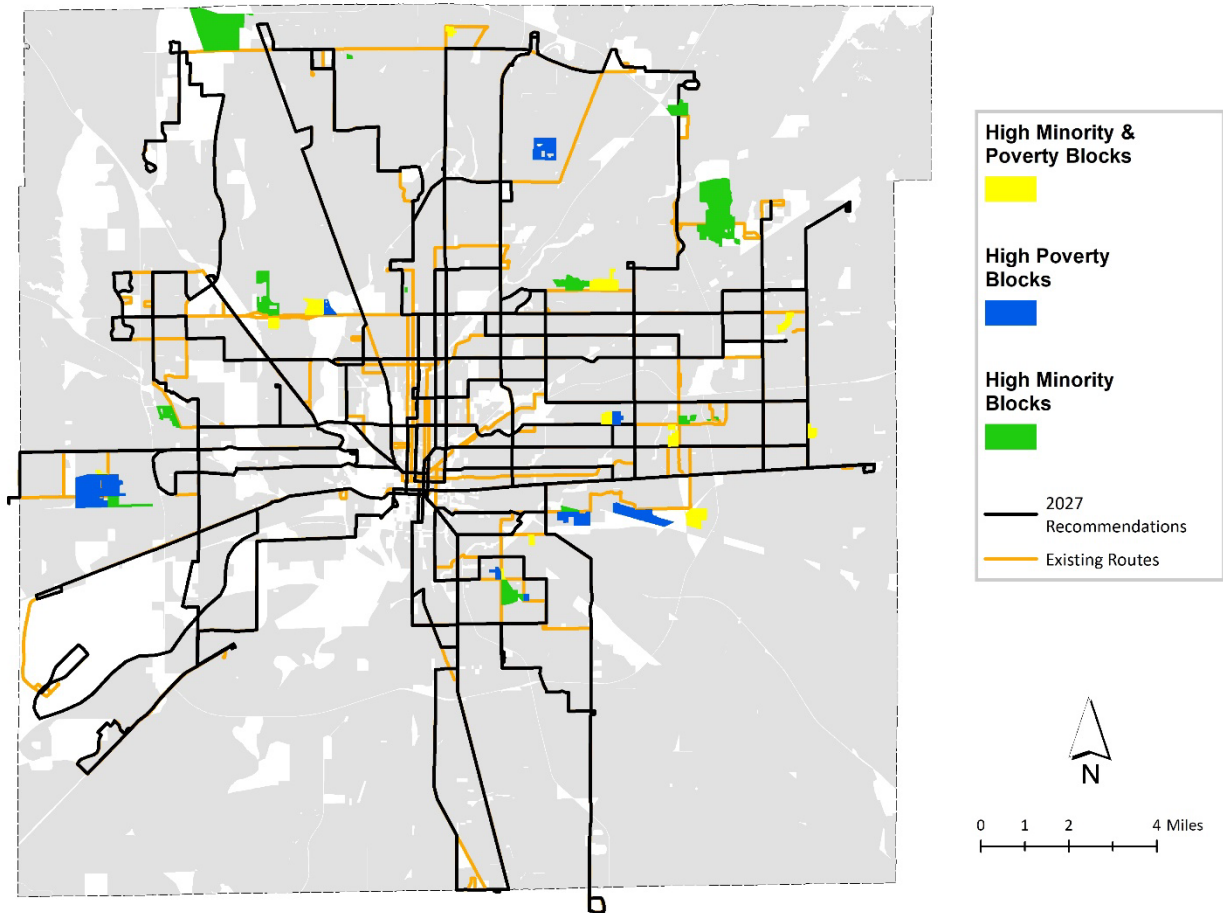 High Minority &
Poverty Blocks
High Poverty
Blocks
High Minority
Blocks
2027
Recommendations
Existing Routes
N
0 1 2 4 Miles